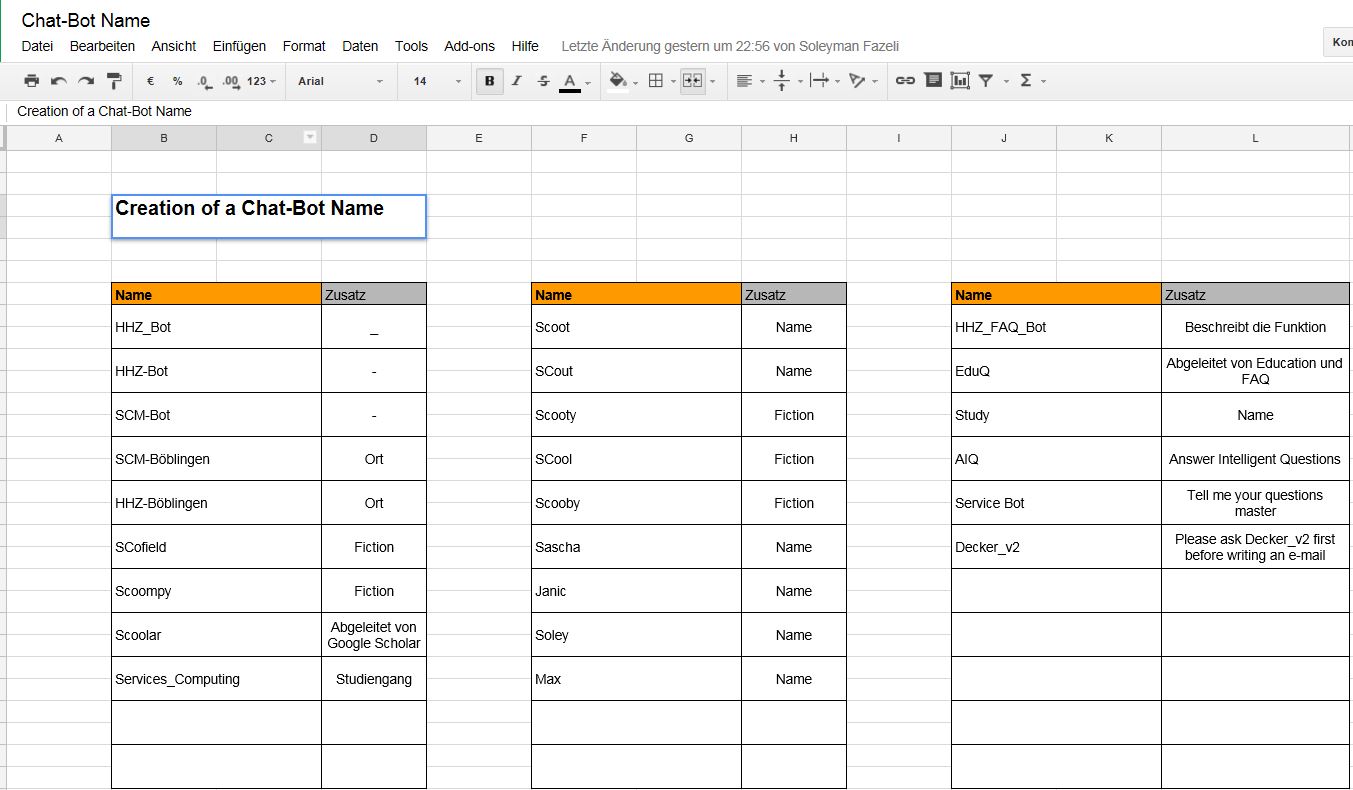 Chat-Bot Name
Datei Bearbeiten Ansicht Einfügen Format Daten Tools Add-ons Hilfe Letzte Änderung gestern um 22:56 von Soleyman Fazeli
Kom
€ % .0 .00 123 Arial 14 B I S A Σ
Creation of a Chat-Bot Name
A B C D E F G H I J K L
Creation of a Chat-Bot Name
Name Zusatz
HHZ_Bot _
HHZ-Bot -
SCM-Bot -
SCM-Böblingen Ort
HHZ-Böblingen Ort
SCofield Fiction
Scoompy Fiction
Scoolar Abgeleitet von
Google Scholar
Services_Computing Studiengang
Name Zusatz
Scoot Name
SCout Name
Scooty Fiction
SCool Fiction
Scooby Fiction
Sascha Name
Janic Name
Soley Name
Max Name
Name Zusatz
HHZ_FAQ_Bot Beschreibt die Funktion
EduQ Abgeleitet von Education und
FAQ
Study Name
AIQ Answer Intelligent Questions
Service Bot Tell me your questions
master
Decker_v2 Please ask Decker_v2 first
before writing an e-mail